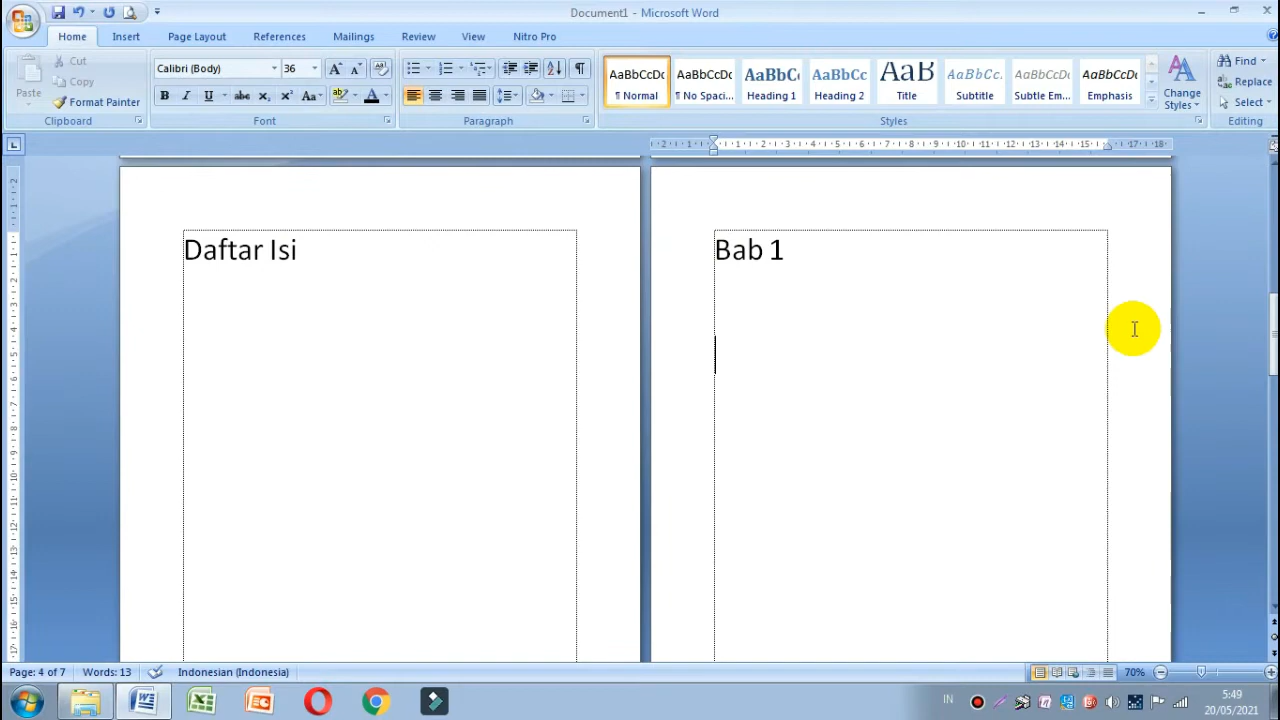 Document1 - Microsoft Word
Home Insert Page Layout References Mailings Review View Nitro Pro
Paste
Cut
Copy
Format Painter
Clipboard
Calibri (Body) 36
Font
Paragraph
AaBbCcDc AaBbCcDc AaBbC AaBbCc AaB AaBbCc. AaBbCcDc AaBbCcDc
¶ Normal ¶ No Spaci... Heading 1 Heading 2 Title Subtitle Subtle Em... Emphasis
Change Styles
Styles
Find
Replace
Select
Editing
Daftar Isi
Bab 1
Page: 4 of 7 Words: 13 Indonesian (Indonesia) 70%
IN
5:49
20/05/2021